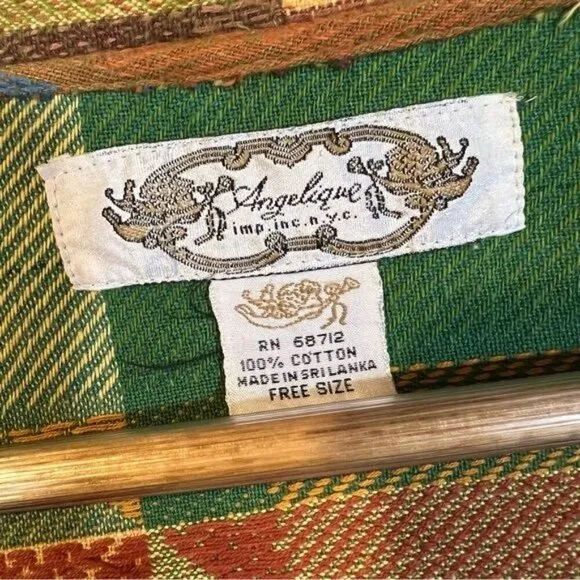 Angelique
imp.inc.n.y.c.
RN 68712
100% COTTON
MADE IN SRI LANKA
FREE SIZE